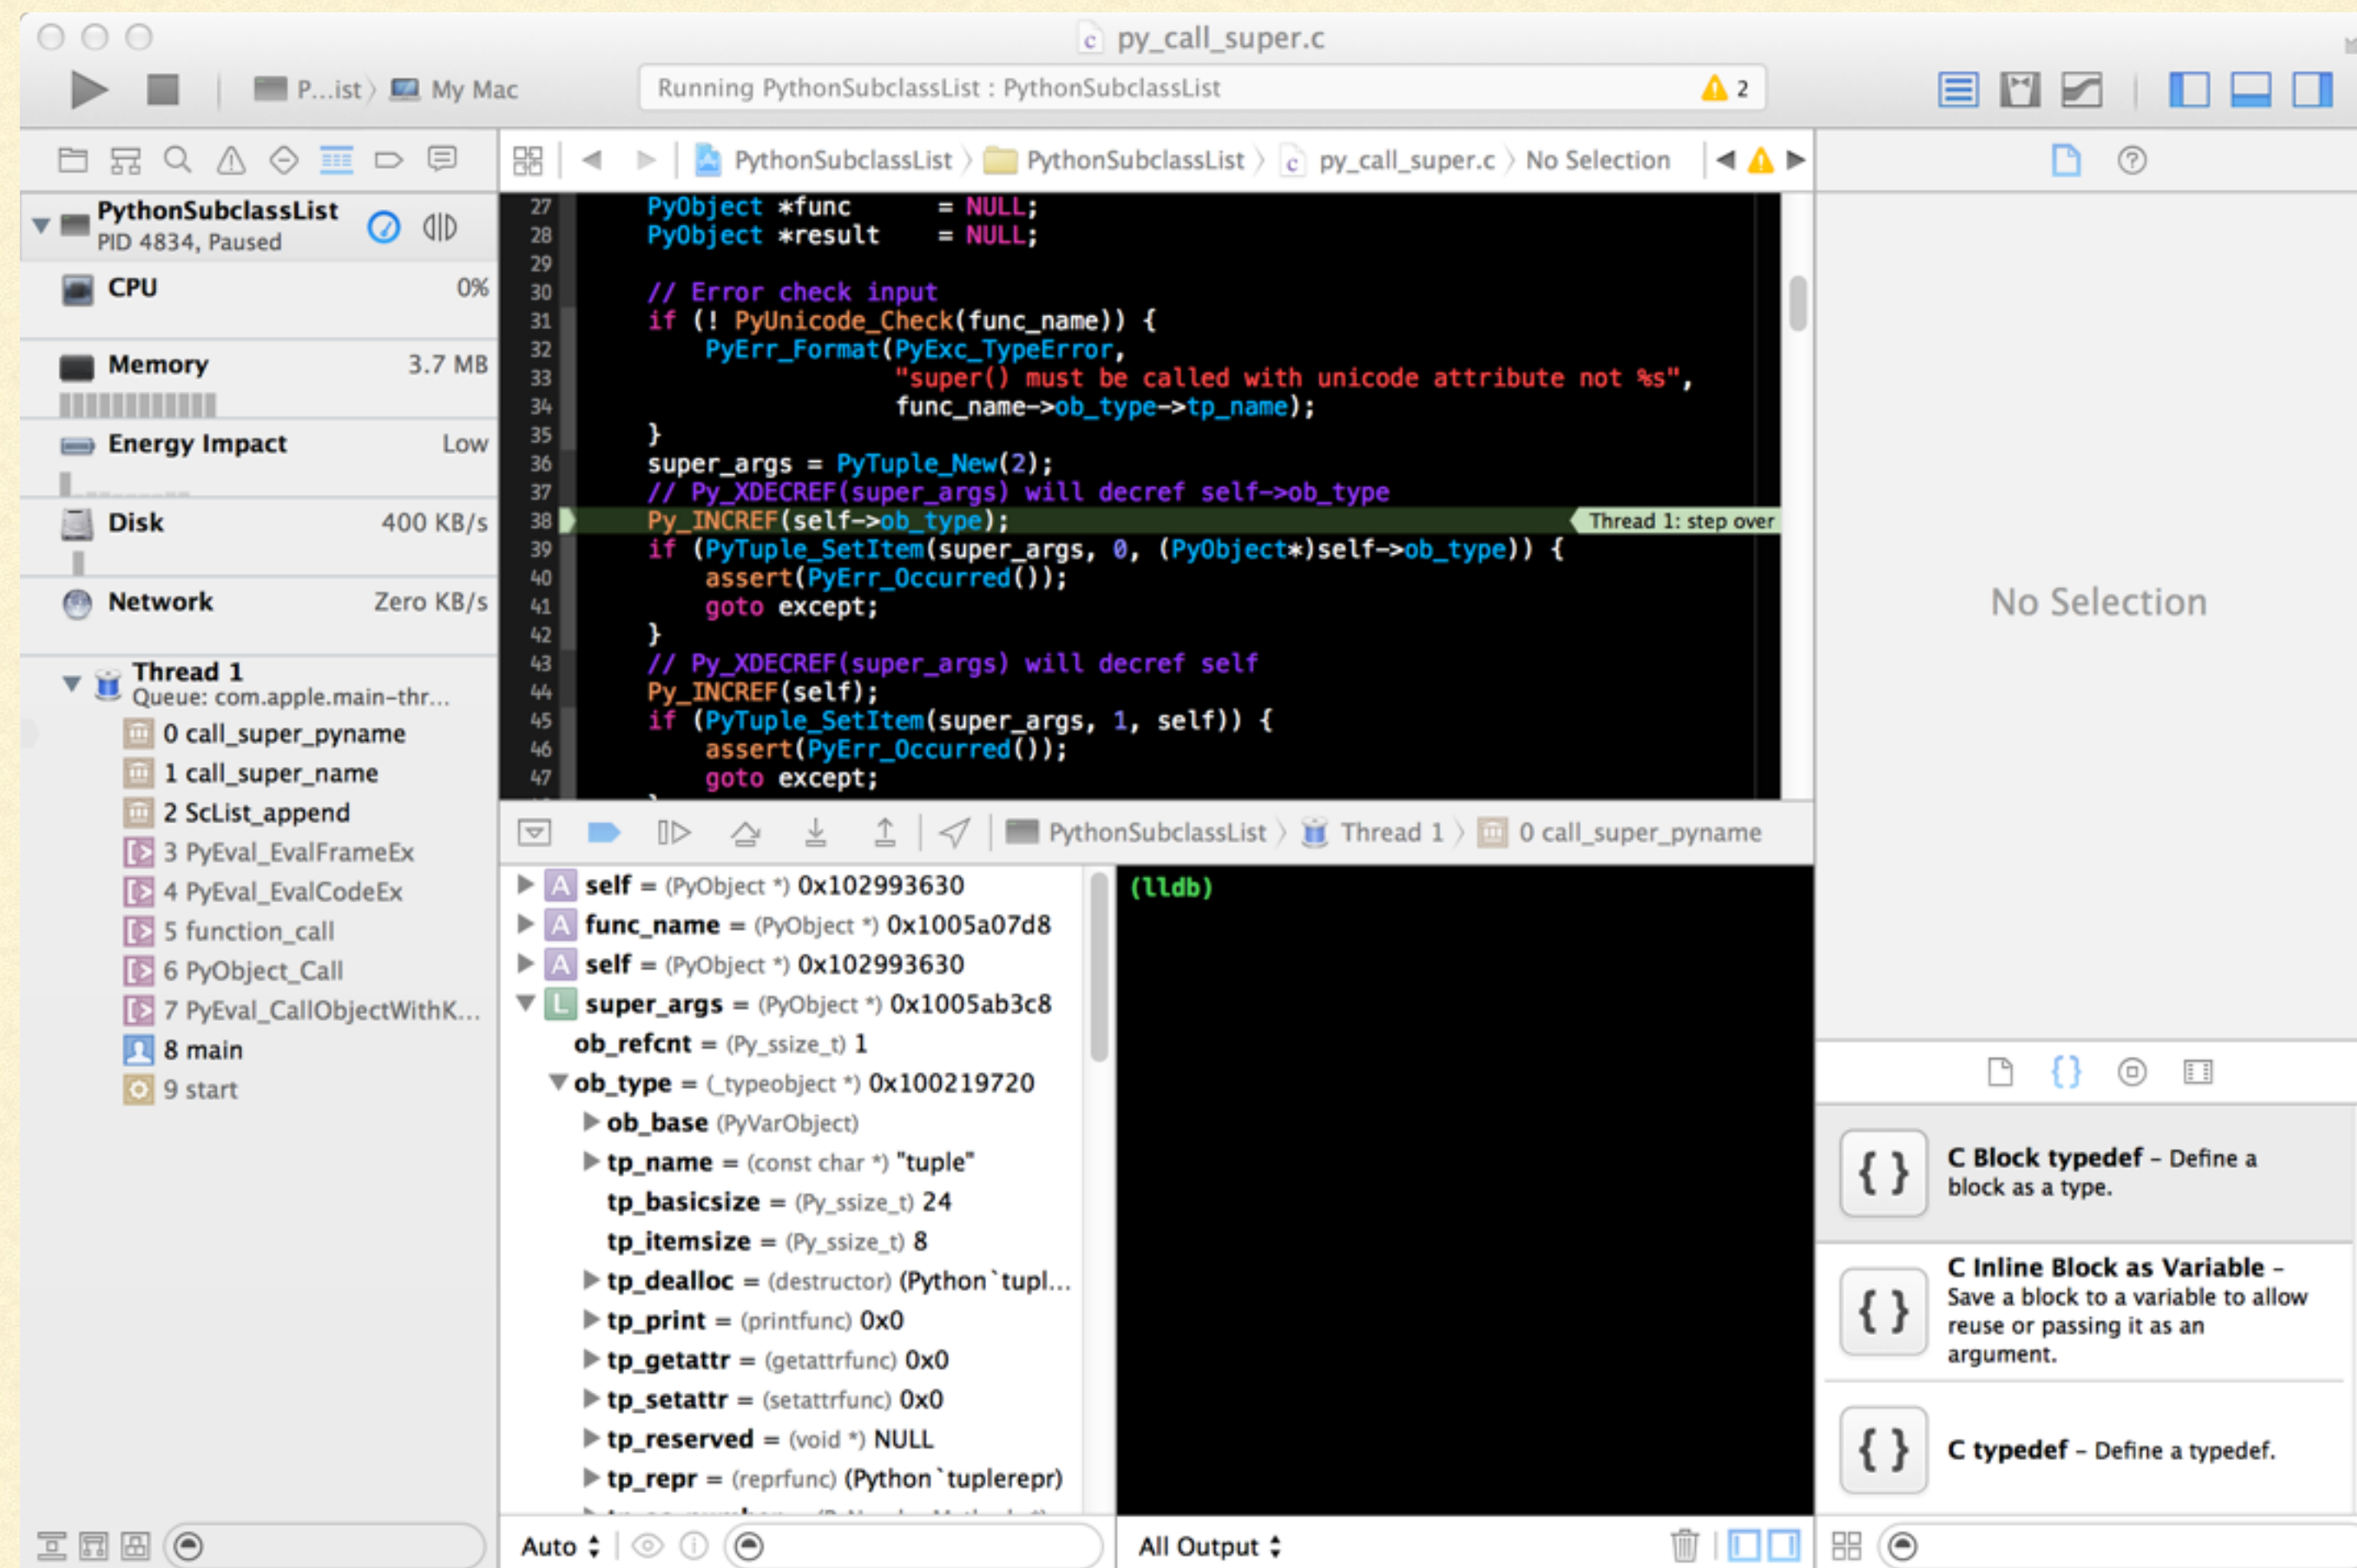 py_call_super.c
P...ist
My Mac
Running PythonSubclassList : PythonSubclassList
2
PythonSubclassList
PID 4834, Paused
CPU
0%
Memory
3.7 MB
Energy Impact
Low
Disk
400 KB/s
Network
Zero KB/s
Thread 1
Queue: com.apple.main-thr...
0 call_super_pyname
1 call_super_name
2 ScList_append
3 PyEval_EvalFrameEx
4 PyEval_EvalCodeEx
5 function_call
6 PyObject_Call
7 PyEval_CallObjectWithK...
8 main
9 start
PythonSubclassList
PythonSubclassList
py_call_super.c
No Selection
27 PyObject *func = NULL;
28 PyObject *result = NULL;
29
30 // Error check input
31 if (! PyUnicode_Check(func_name)) {
32 PyErr_Format(PyExc_TypeError,
33 "super() must be called with unicode attribute not %s",
34 func_name->ob_type->tp_name);
35 }
36 super_args = PyTuple_New(2);
37 // Py_XDECREF(super_args) will decref self->ob_type
38 Py_INCREF(self->ob_type);
Thread 1: step over
39 if (PyTuple_SetItem(super_args, 0, (PyObject*)self->ob_type)) {
40 assert(PyErr_Occurred());
41 goto except;
42 }
43 // Py_XDECREF(super_args) will decref self
44 Py_INCREF(self);
45 if (PyTuple_SetItem(super_args, 1, self)) {
46 assert(PyErr_Occurred());
47 goto except;
PythonSubclassList
Thread 1
0 call_super_pyname
A self = (PyObject *) 0x102993630
A func_name = (PyObject *) 0x1005a07d8
A self = (PyObject *) 0x102993630
L super_args = (PyObject *) 0x1005ab3c8
ob_refcnt = (Py_ssize_t) 1
ob_type = (_typeobject *) 0x100219720
ob_base (PyVarObject)
tp_name = (const char *) "tuple"
tp_basicsize = (Py_ssize_t) 24
tp_itemsize = (Py_ssize_t) 8
tp_dealloc = (destructor) (Python`tupl...
tp_print = (printfunc) 0x0
tp_getattr = (getattrfunc) 0x0
tp_setattr = (setattrfunc) 0x0
tp_reserved = (void *) NULL
tp_repr = (reprfunc) (Python`tuplerepr)
Auto
(lldb)
All Output
No Selection
{ }
{ }
C Block typedef – Define a
block as a type.
{ }
C Inline Block as Variable –
Save a block to a variable to allow
reuse or passing it as an
argument.
{ }
C typedef – Define a typedef.